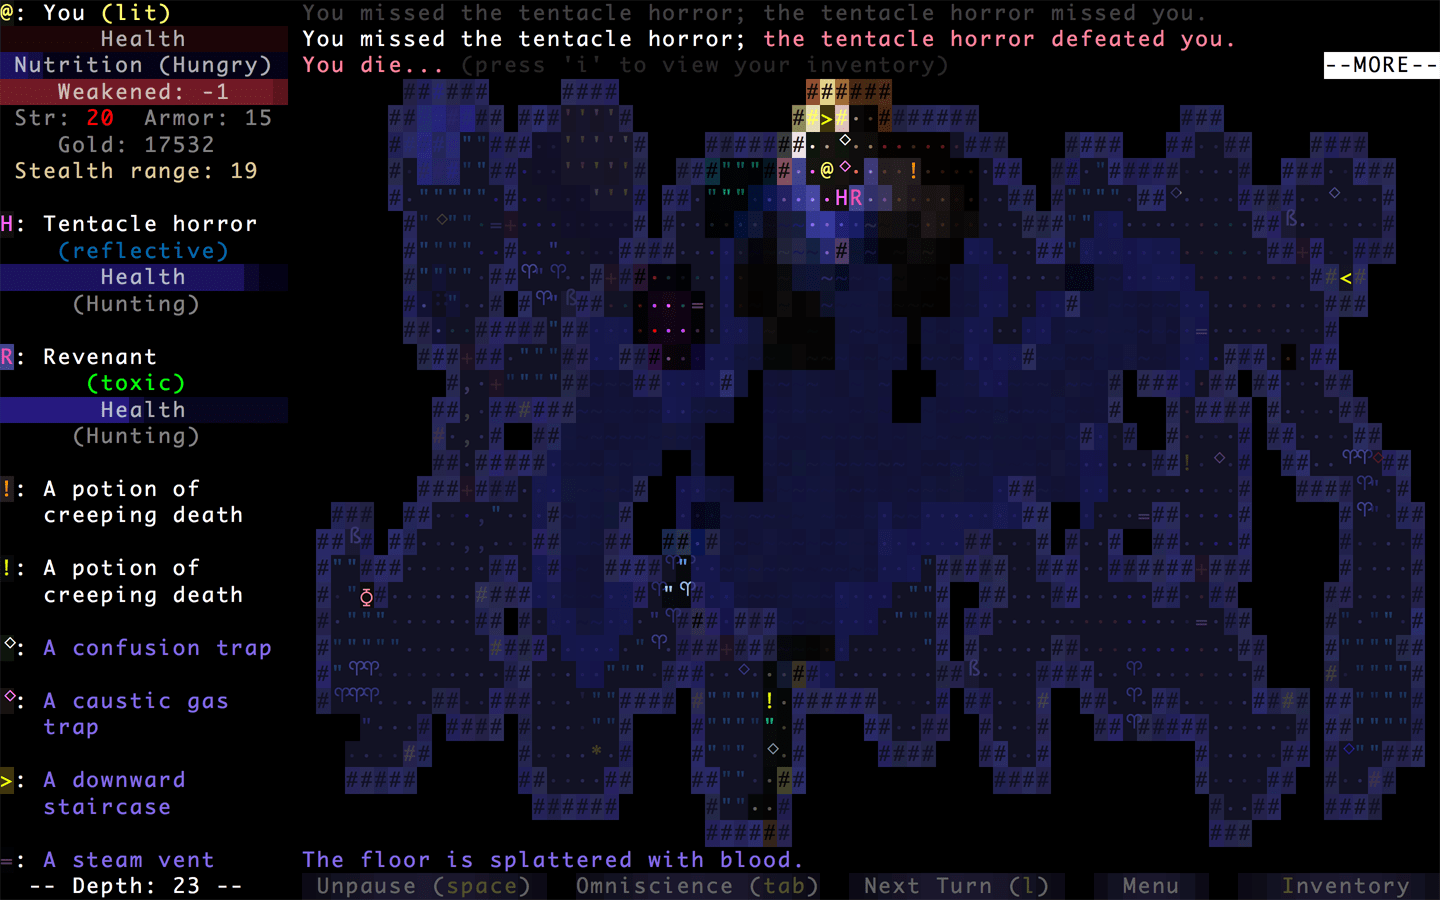 @: You (lit)
Health
Nutrition (Hungry)
Weakened: -1
Str: 20 Armor: 15
Gold: 17532
Stealth range: 19
H: Tentacle horror
(reflective)
Health
(Hunting)
R: Revenant
(toxic)
Health
(Hunting)
!: A potion of
creeping death
!: A potion of
creeping death
◇: A confusion trap
◇: A caustic gas
trap
>: A downward
staircase
=: A steam vent
-- Depth: 23 --
You missed the tentacle horror; the tentacle horror missed you.
You missed the tentacle horror; the tentacle horror defeated you.
You die... (press 'i' to view your inventory)
--MORE--
The floor is splattered with blood.
Unpause (space) Omniscience (tab) Next Turn (l) Menu Inventory